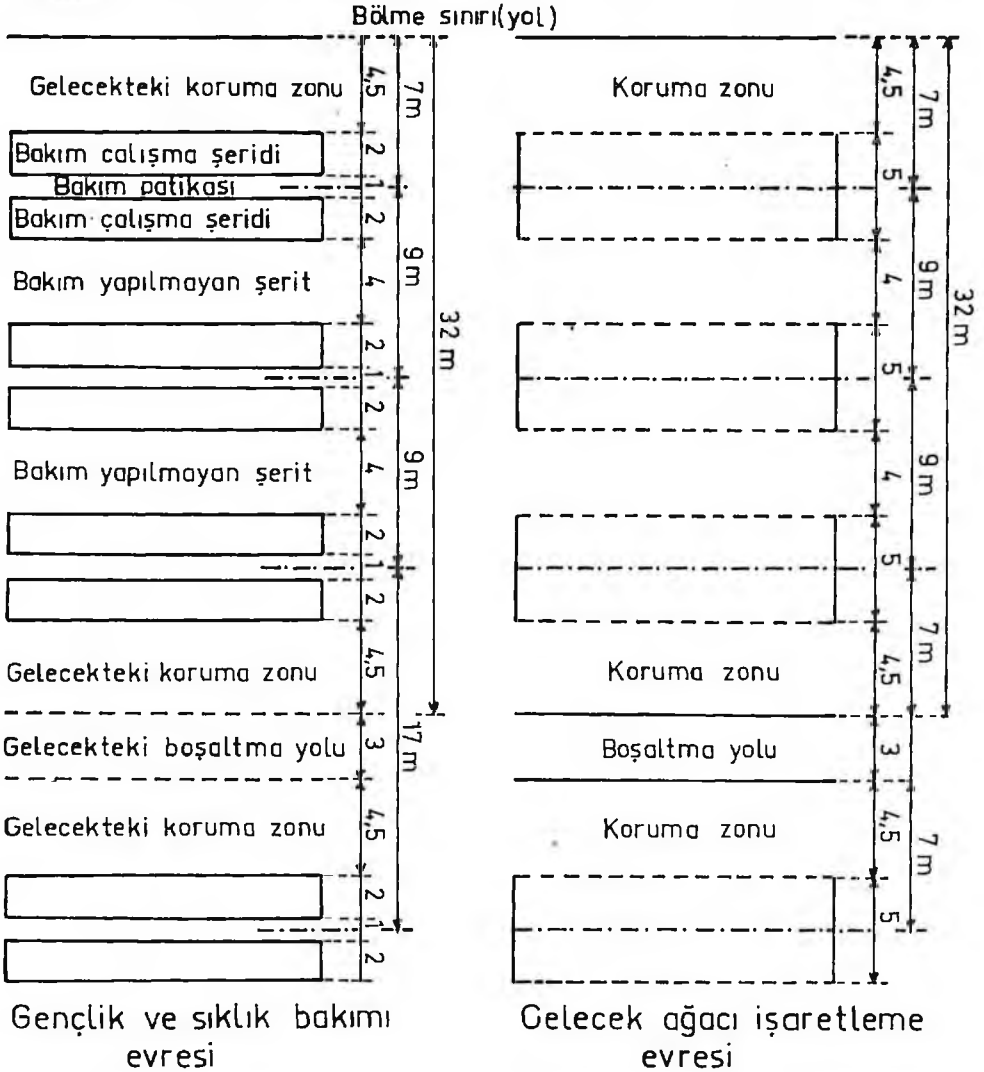 Bölme sınırı(yol)
Gelecekteki koruma zonu
4,5
7m
Bakım calışma şeridi
2
Bakım patikası
1
Bakım çalışma şeridi
2
Bakım yapılmayan şerit
4
9m
32 m
2
1
2
Bakım yapılmayan şerit
4
9m
2
1
2
Gelecekteki koruma zonu
4,5
Gelecekteki boşaltma yolu
3
17 m
Gelecekteki koruma zonu
4,5
2
1
2
Gençlik ve sıklık bakımı
evresi
Koruma zonu
4,5
7m
5
4
9m
32 m
5
4
9m
5
Koruma zonu
4,5
7m
Boşaltma yolu
3
Koruma zonu
4,5
7m
5
Gelecek ağacı işaretleme
evresi